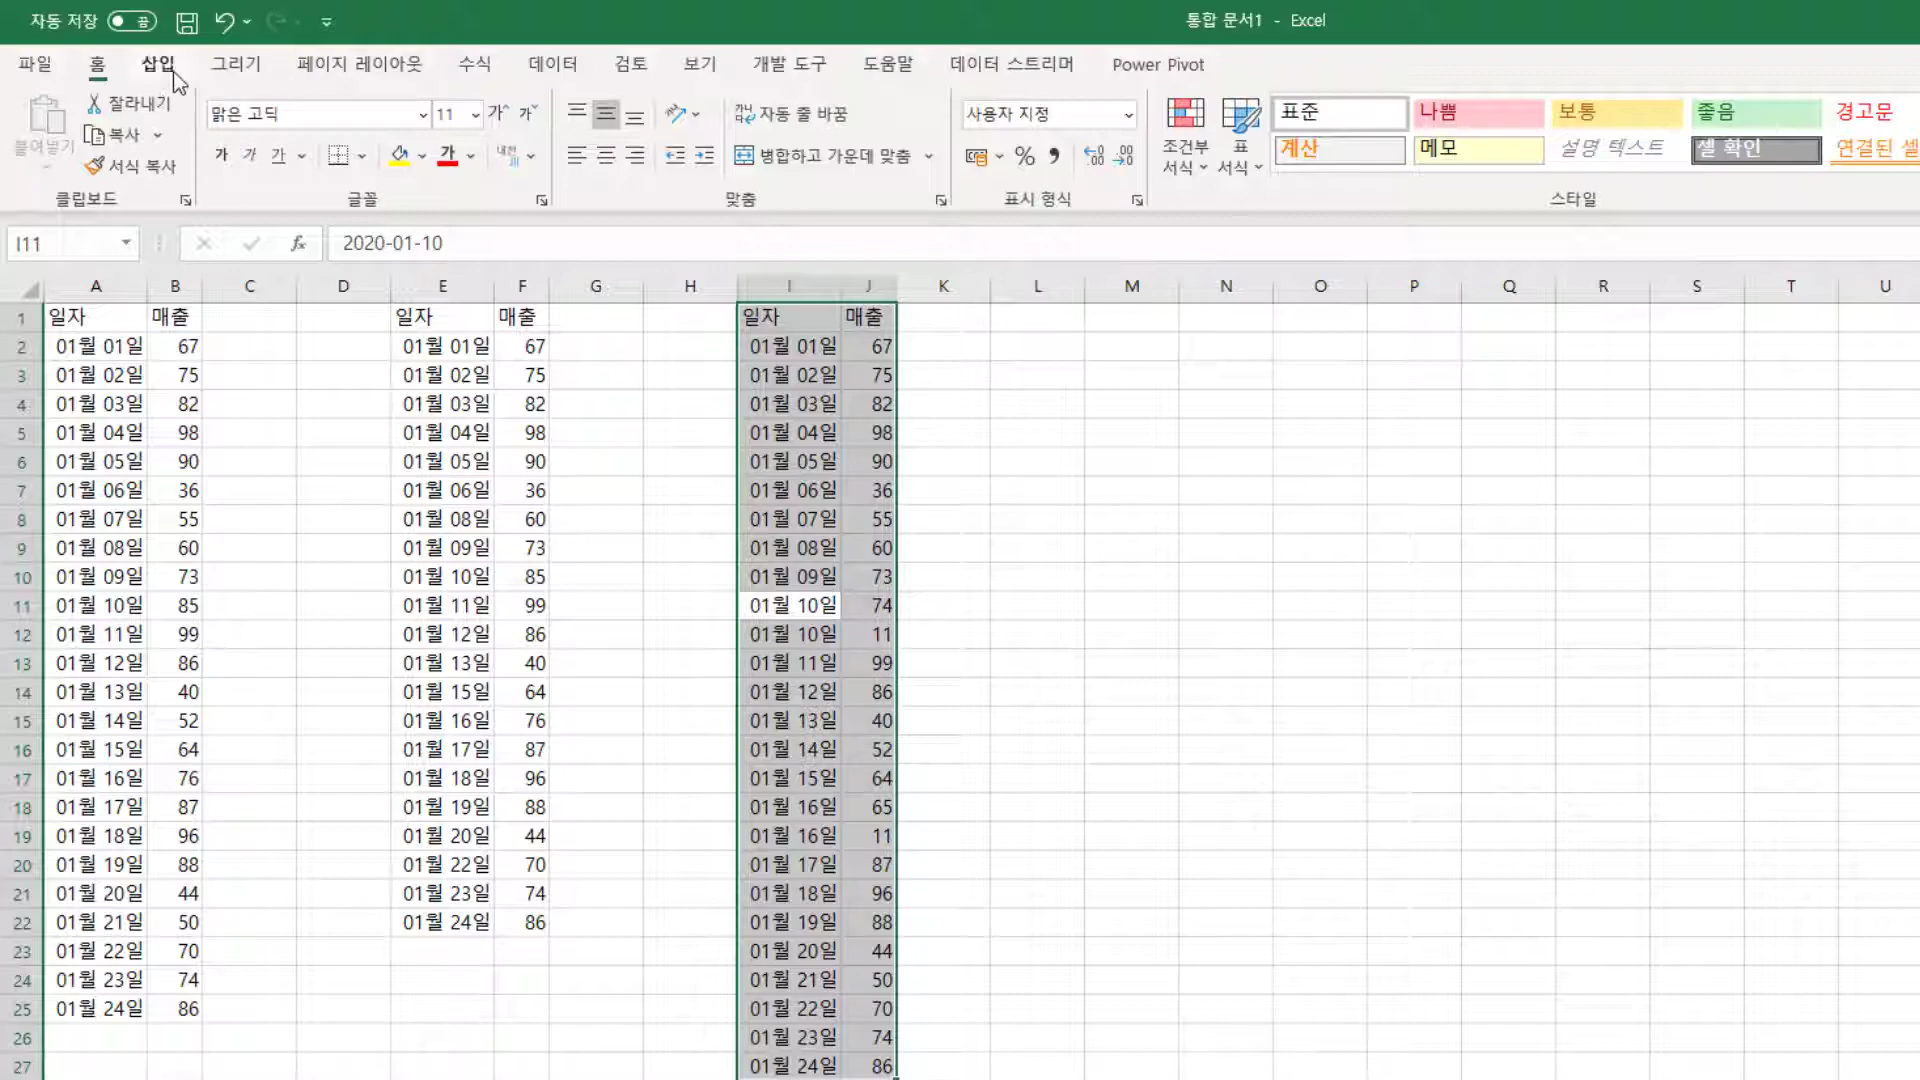 자동 저장 끔 통합 문서1 - Excel
파일 홈 삽입 그리기 페이지 레이아웃 수식 데이터 검토 보기 개발 도구 도움말 데이터 스트리머 Power Pivot
붙여넣기 잘라내기 복사 서식 복사 클립보드
맑은 고딕 11 가 가
가 가 가 가 내천
글꼴
자동 줄 바꿈
병합하고 가운데 맞춤
맞춤
사용자 지정
% , .00 .00
표시 형식
조건부 서식 표 서식
표준 나쁨 보통 좋음 경고문
계산 메모 설명 텍스트 셀 확인 연결된 셀
스타일
I11 fx 2020-01-10
A B C D E F G H I J K L M N O P Q R S T U
1 일자 매출 일자 매출 일자 매출
2 01월 01일 67 01월 01일 67 01월 01일 67
3 01월 02일 75 01월 02일 75 01월 02일 75
4 01월 03일 82 01월 03일 82 01월 03일 82
5 01월 04일 98 01월 04일 98 01월 04일 98
6 01월 05일 90 01월 05일 90 01월 05일 90
7 01월 06일 36 01월 06일 36 01월 06일 36
8 01월 07일 55 01월 08일 60 01월 07일 55
9 01월 08일 60 01월 09일 73 01월 08일 60
10 01월 09일 73 01월 10일 85 01월 09일 73
11 01월 10일 85 01월 11일 99 01월 10일 74
12 01월 11일 99 01월 12일 86 01월 10일 11
13 01월 12일 86 01월 13일 40 01월 11일 99
14 01월 13일 40 01월 15일 64 01월 12일 86
15 01월 14일 52 01월 16일 76 01월 13일 40
16 01월 15일 64 01월 17일 87 01월 14일 52
17 01월 16일 76 01월 18일 96 01월 15일 64
18 01월 17일 87 01월 19일 88 01월 16일 65
19 01월 18일 96 01월 20일 44 01월 16일 11
20 01월 19일 88 01월 22일 70 01월 17일 87
21 01월 20일 44 01월 23일 74 01월 18일 96
22 01월 21일 50 01월 24일 86 01월 19일 88
23 01월 22일 70 01월 20일 44
24 01월 23일 74 01월 21일 50
25 01월 24일 86 01월 22일 70
26 01월 23일 74
27 01월 24일 86